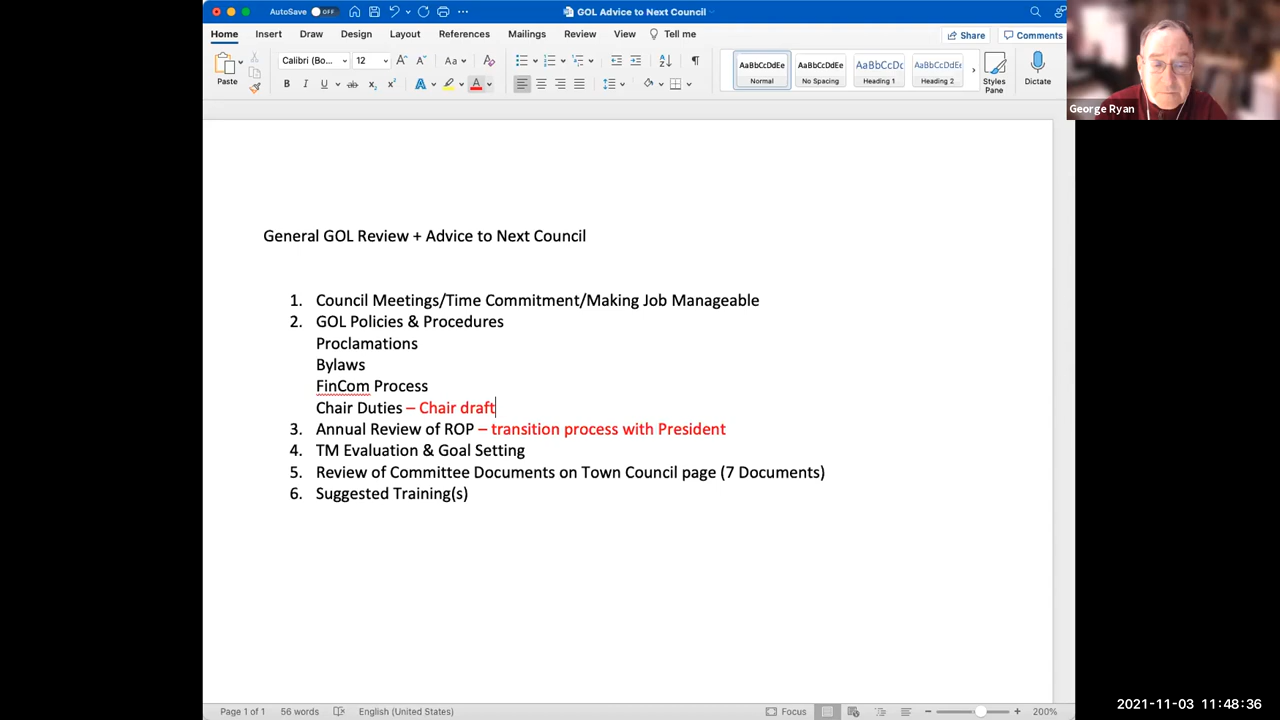 AutoSave OFF
GOL Advice to Next Council
Home Insert Draw Design Layout References Mailings Review View Tell me
Share Comments
Paste
Calibri (Bo... 12
AaBbCcDdEe
Normal
AaBbCcDdEe
No Spacing
AaBbCcDc
Heading 1
AaBbCcDdEe
Heading 2
Styles Pane
Dictate
George Ryan
General GOL Review + Advice to Next Council
1. Council Meetings/Time Commitment/Making Job Manageable
2. GOL Policies & Procedures
Proclamations
Bylaws
FinCom Process
Chair Duties – Chair draft
3. Annual Review of ROP – transition process with President
4. TM Evaluation & Goal Setting
5. Review of Committee Documents on Town Council page (7 Documents)
6. Suggested Training(s)
Page 1 of 1 56 words English (United States) Focus 200%
2021-11-03 11:48:36